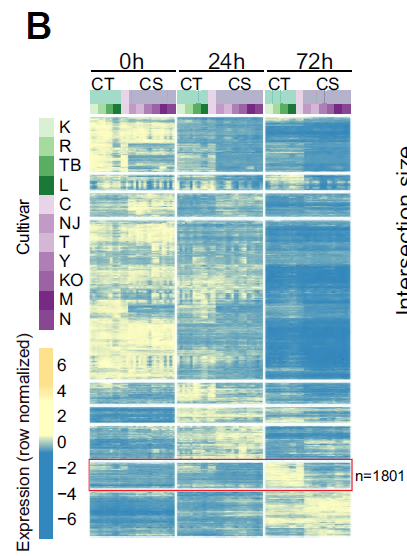 B
0h 24h 72h
CT CS CT CS CT CS
K
R
TB
L
C
NJ
T
Y
KO
M
N
Cultivar
6
4
2
0
−2
−4
−6
Expression (row normalized)
n=1801
Intersection size